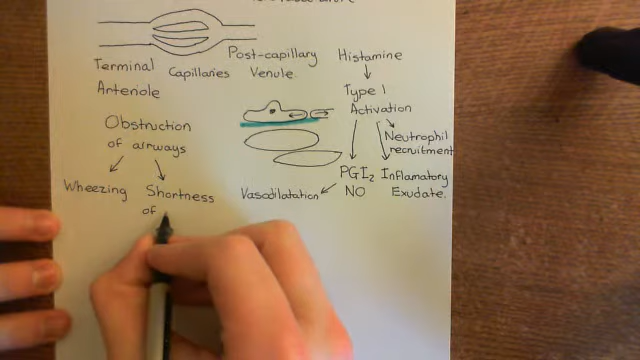 Post-capillary
Histamine
Terminal
Capillaries
Venule.
Arteriole
Type 1
Activation
Obstruction
of airways
Neutrophil
recruitment
Wheezing
Shortness
of
Vasodilatation
PGI2
NO
Inflamatory
Exudate.